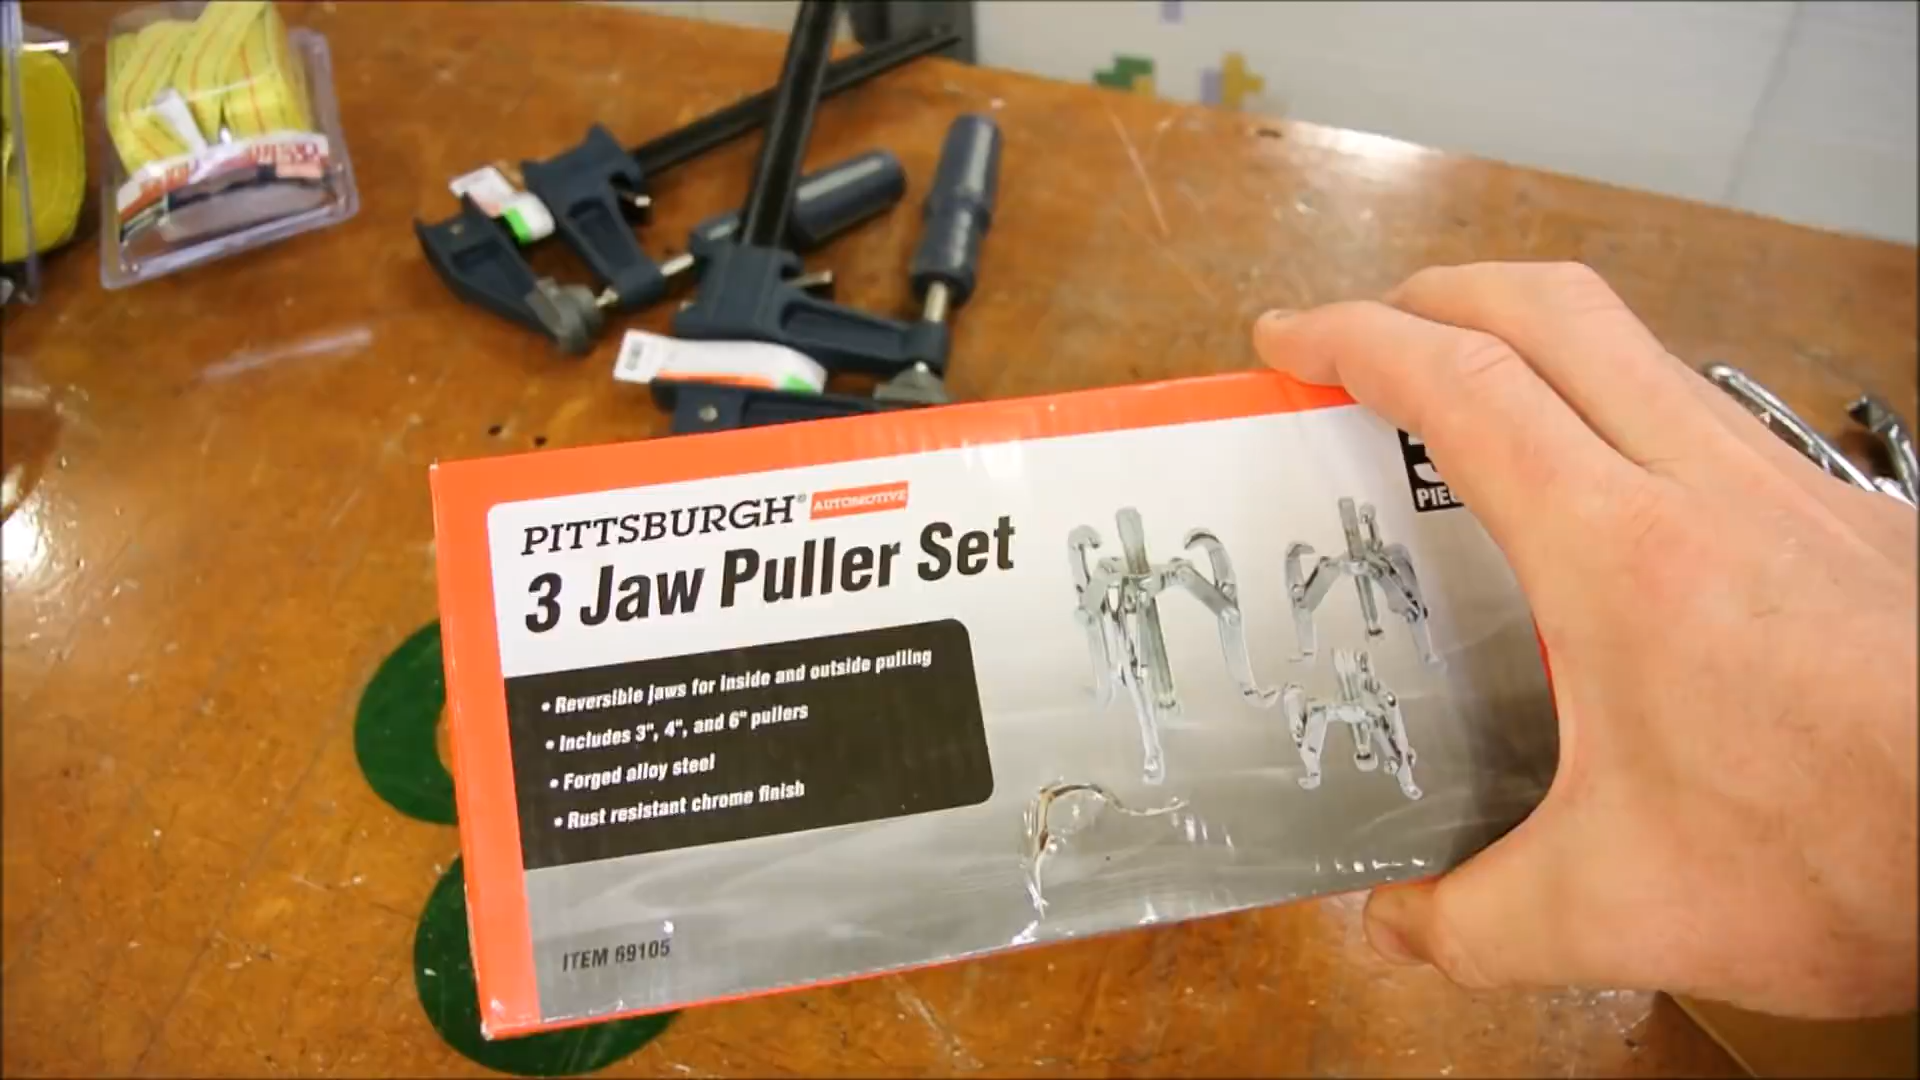 PITTSBURGH® AUTOMOTIVE
3 Jaw Puller Set
• Reversible jaws for inside and outside pulling
• Includes 3", 4", and 6" pullers
• Forged alloy steel
• Rust resistant chrome finish
ITEM 69105